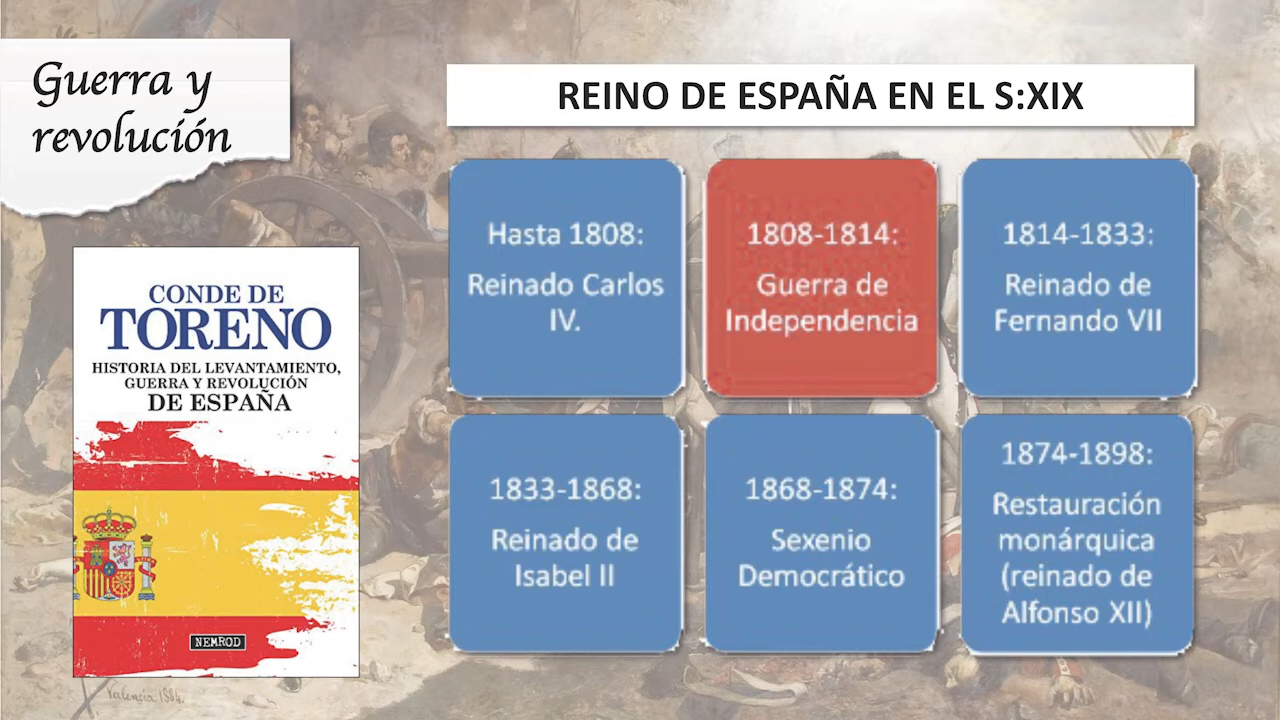 Guerra y
revolución
REINO DE ESPAÑA EN EL S:XIX
CONDE DE
TORENO
HISTORIA DEL LEVANTAMIENTO,
GUERRA Y REVOLUCIÓN
DE ESPAÑA
NEMROD
Hasta 1808:
Reinado Carlos
IV.
1808-1814:
Guerra de
Independencia
1814-1833:
Reinado de
Fernando VII
1833-1868:
Reinado de
Isabel II
1868-1874:
Sexenio
Democrático
1874-1898:
Restauración
monárquica
(reinado de
Alfonso XII)
Valencia 1884.